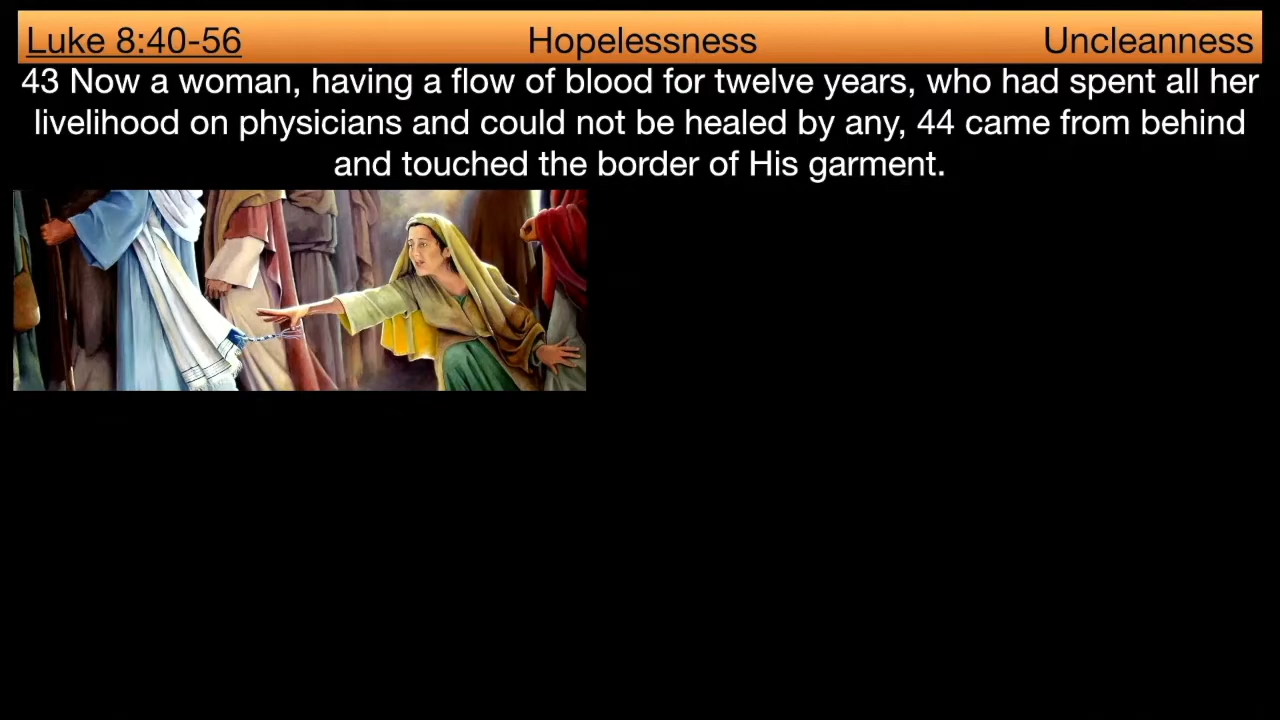 Luke 8:40-56 Hopelessness Uncleanness
43 Now a woman, having a flow of blood for twelve years, who had spent all her
livelihood on physicians and could not be healed by any, 44 came from behind
and touched the border of His garment.